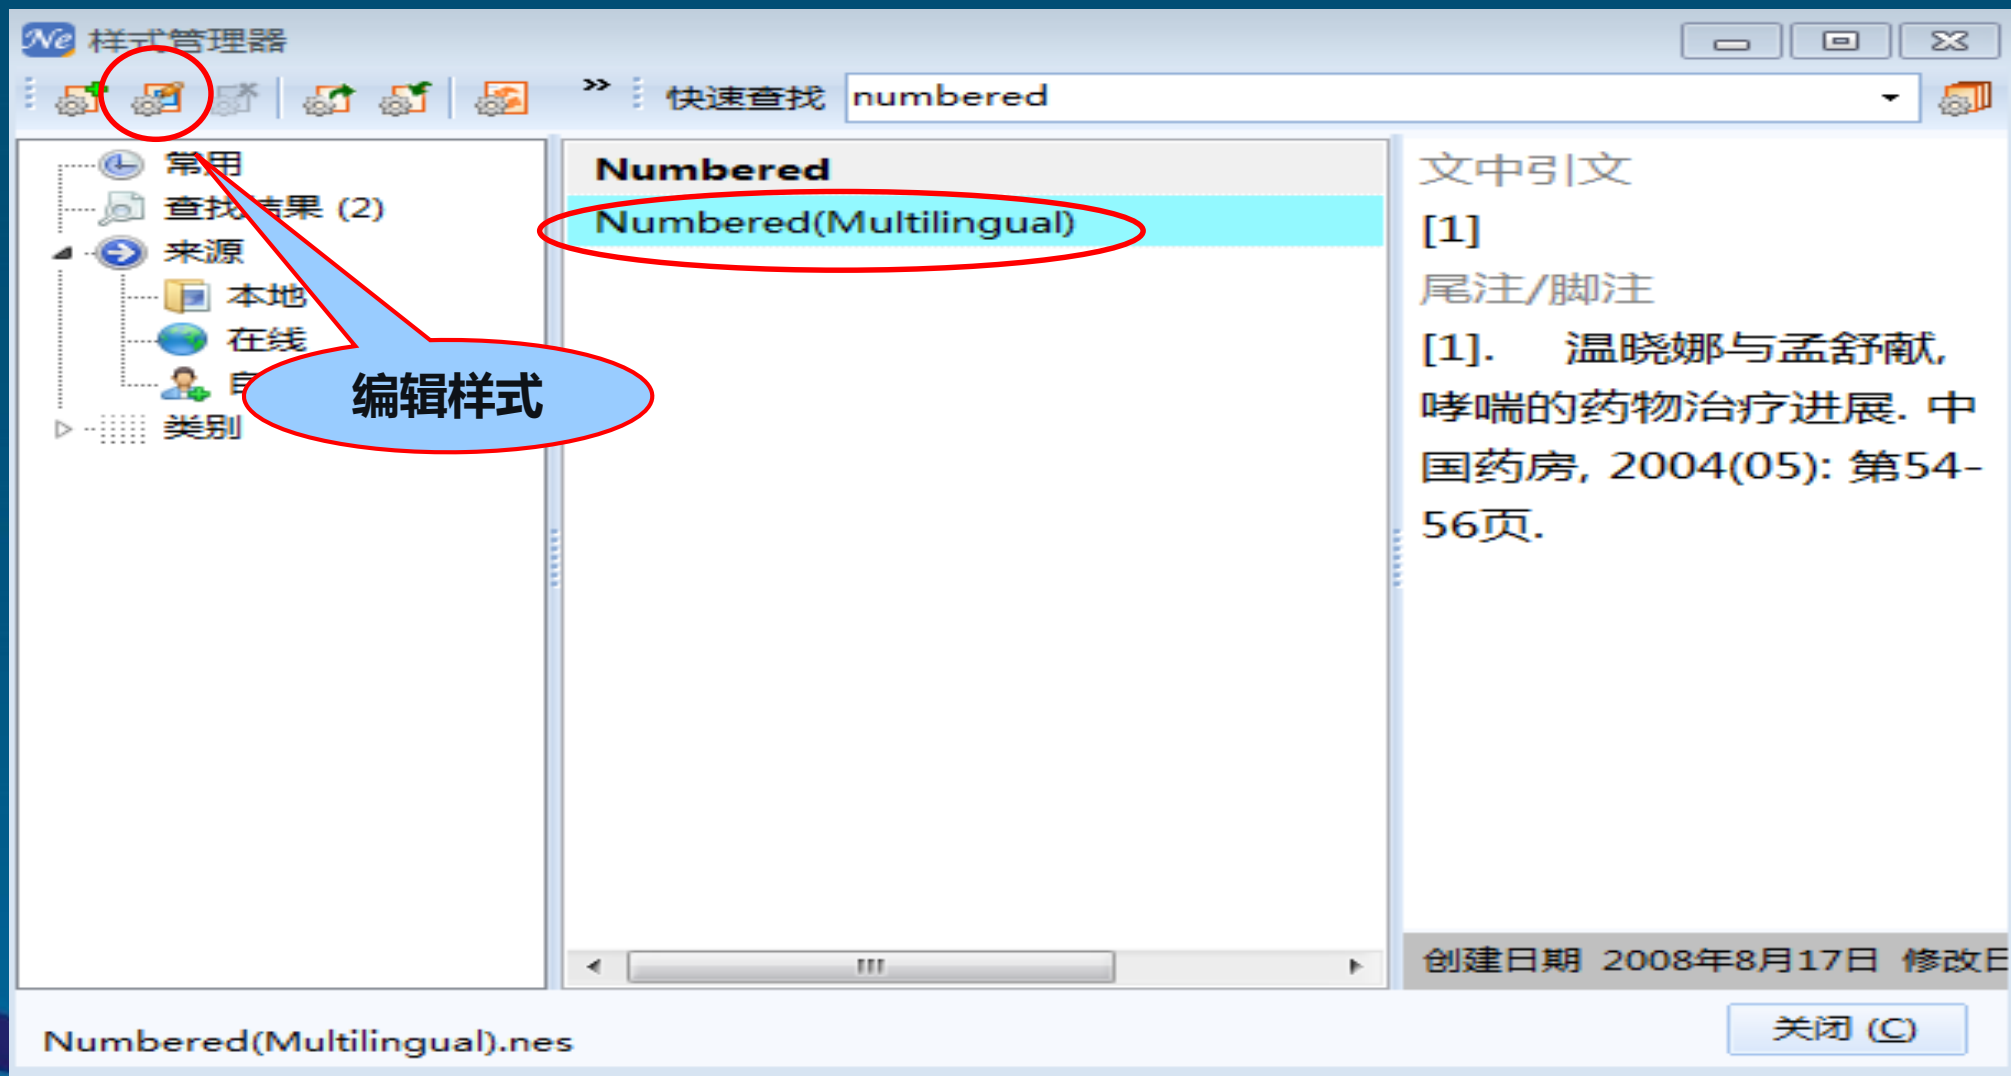 Ne 样式管理器
» 快速查找 numbered
常用
查找结果 (2)
来源
本地
在线
类别
编辑样式
Numbered
Numbered(Multilingual)
文中引文
[1]
尾注/脚注
[1]. 温晓娜与孟舒献,
哮喘的药物治疗进展. 中
国药房, 2004(05): 第54-
56页.
创建日期 2008年8月17日 修改日
Numbered(Multilingual).nes
关闭 (C)